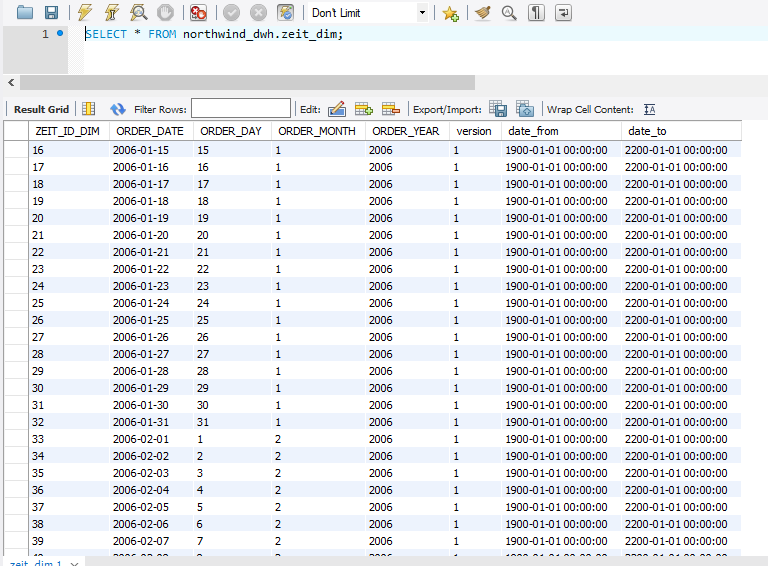 Don't Limit
1 SELECT * FROM northwind_dwh.zeit_dim;
Result Grid Filter Rows: Edit: Export/Import: Wrap Cell Content:
ZEIT_ID_DIM ORDER_DATE ORDER_DAY ORDER_MONTH ORDER_YEAR version date_from date_to
16 2006-01-15 15 1 2006 1 1900-01-01 00:00:00 2200-01-01 00:00:00
17 2006-01-16 16 1 2006 1 1900-01-01 00:00:00 2200-01-01 00:00:00
18 2006-01-17 17 1 2006 1 1900-01-01 00:00:00 2200-01-01 00:00:00
19 2006-01-18 18 1 2006 1 1900-01-01 00:00:00 2200-01-01 00:00:00
20 2006-01-19 19 1 2006 1 1900-01-01 00:00:00 2200-01-01 00:00:00
21 2006-01-20 20 1 2006 1 1900-01-01 00:00:00 2200-01-01 00:00:00
22 2006-01-21 21 1 2006 1 1900-01-01 00:00:00 2200-01-01 00:00:00
23 2006-01-22 22 1 2006 1 1900-01-01 00:00:00 2200-01-01 00:00:00
24 2006-01-23 23 1 2006 1 1900-01-01 00:00:00 2200-01-01 00:00:00
25 2006-01-24 24 1 2006 1 1900-01-01 00:00:00 2200-01-01 00:00:00
26 2006-01-25 25 1 2006 1 1900-01-01 00:00:00 2200-01-01 00:00:00
27 2006-01-26 26 1 2006 1 1900-01-01 00:00:00 2200-01-01 00:00:00
28 2006-01-27 27 1 2006 1 1900-01-01 00:00:00 2200-01-01 00:00:00
29 2006-01-28 28 1 2006 1 1900-01-01 00:00:00 2200-01-01 00:00:00
30 2006-01-29 29 1 2006 1 1900-01-01 00:00:00 2200-01-01 00:00:00
31 2006-01-30 30 1 2006 1 1900-01-01 00:00:00 2200-01-01 00:00:00
32 2006-01-31 31 1 2006 1 1900-01-01 00:00:00 2200-01-01 00:00:00
33 2006-02-01 1 2 2006 1 1900-01-01 00:00:00 2200-01-01 00:00:00
34 2006-02-02 2 2 2006 1 1900-01-01 00:00:00 2200-01-01 00:00:00
35 2006-02-03 3 2 2006 1 1900-01-01 00:00:00 2200-01-01 00:00:00
36 2006-02-04 4 2 2006 1 1900-01-01 00:00:00 2200-01-01 00:00:00
37 2006-02-05 5 2 2006 1 1900-01-01 00:00:00 2200-01-01 00:00:00
38 2006-02-06 6 2 2006 1 1900-01-01 00:00:00 2200-01-01 00:00:00
39 2006-02-07 7 2 2006 1 1900-01-01 00:00:00 2200-01-01 00:00:00
zeit_dim 1